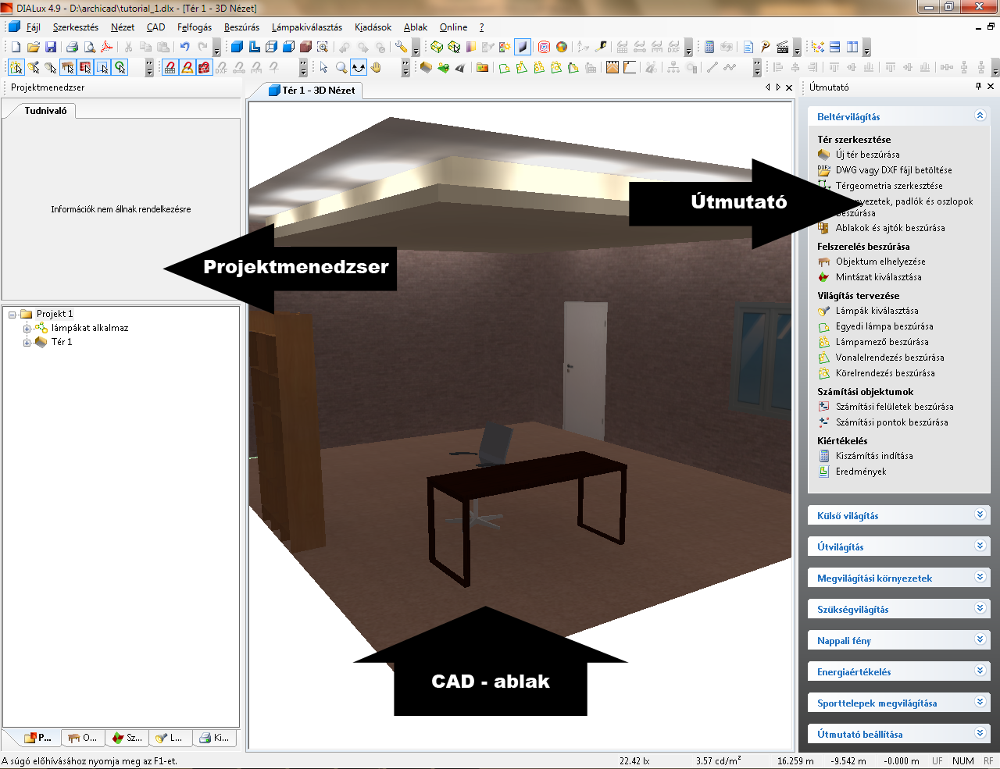 DIALux 4.9 - D:\archicad\tutorial_1.dlx - [Tér 1 - 3D Nézet]
Fájl Szerkesztés Nézet CAD Felfogás Beszúrás Lámpakiválasztás Kiadások Ablak Online ?
Projektmenedzser
Tudnivaló
Információk nem állnak rendelkezésre
Projekt 1
lámpákat alkalmaz
Tér 1
P... O... Sz... L... Ki...
Tér 1 - 3D Nézet
Projektmenedzser
Útmutató
CAD - ablak
Útmutató
Beltérvilágítás
Tér szerkesztése
Új tér beszúrása
DWG vagy DXF fájl betöltése
Térgeometria szerkesztése
padlók és oszlopok
beszúrása
Ablakok és ajtók beszúrása
Felszerelés beszúrása
Objektum elhelyezése
Mintázat kiválasztása
Világítás tervezése
Lámpák kiválasztása
Egyedi lámpa beszúrása
Lámpamező beszúrása
Vonalelrendezés beszúrása
Körelrendezés beszúrása
Számítási objektumok
Számítási felületek beszúrása
Számítási pontok beszúrása
Kiértékelés
Kiszámítás indítása
Eredmények
Külső világítás
Útvilágítás
Megvilágítási környezetek
Szükségvilágítás
Nappali fény
Energiaértékelés
Sporttelepek megvilágítása
Útmutató beállítása
A súgó előhívásához nyomja meg az F1-et.
22.42 lx 3.57 cd/m² 16.259 m -9.542 m -0.000 m UF NUM RF